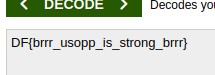 DECODE Decodes you
DF{brrr_usopp_is_strong_brrr}